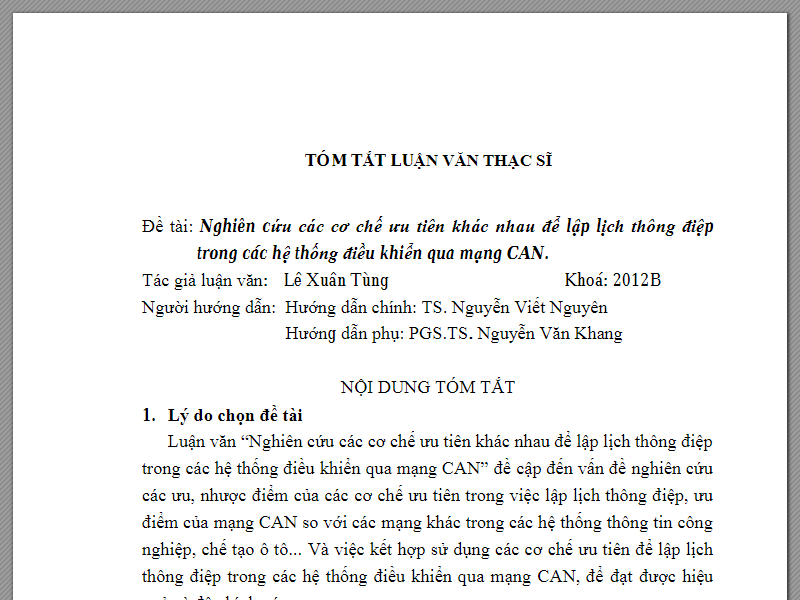 TÓM TẮT LUẬN VĂN THẠC SĨ
Đề tài: Nghiên cứu các cơ chế ưu tiên khác nhau để lập lịch thông điệp
trong các hệ thống điều khiển qua mạng CAN.
Tác giả luận văn: Lê Xuân Tùng Khoá: 2012B
Người hướng dẫn: Hướng dẫn chính: TS. Nguyễn Viết Nguyên
Hướng dẫn phụ: PGS.TS. Nguyễn Văn Khang
NỘI DUNG TÓM TẮT
1. Lý do chọn đề tài
Luận văn “Nghiên cứu các cơ chế ưu tiên khác nhau để lập lịch thông điệp
trong các hệ thống điều khiển qua mạng CAN” đề cập đến vấn đề nghiên cứu
các ưu, nhược điểm của các cơ chế ưu tiên trong việc lập lịch thông điệp, ưu
điểm của mạng CAN so với các mạng khác trong các hệ thống thông tin công
nghiệp, chế tạo ô tô... Và việc kết hợp sử dụng các cơ chế ưu tiên để lập lịch
thông điệp trong các hệ thống điều khiển qua mạng CAN, để đạt được hiệu